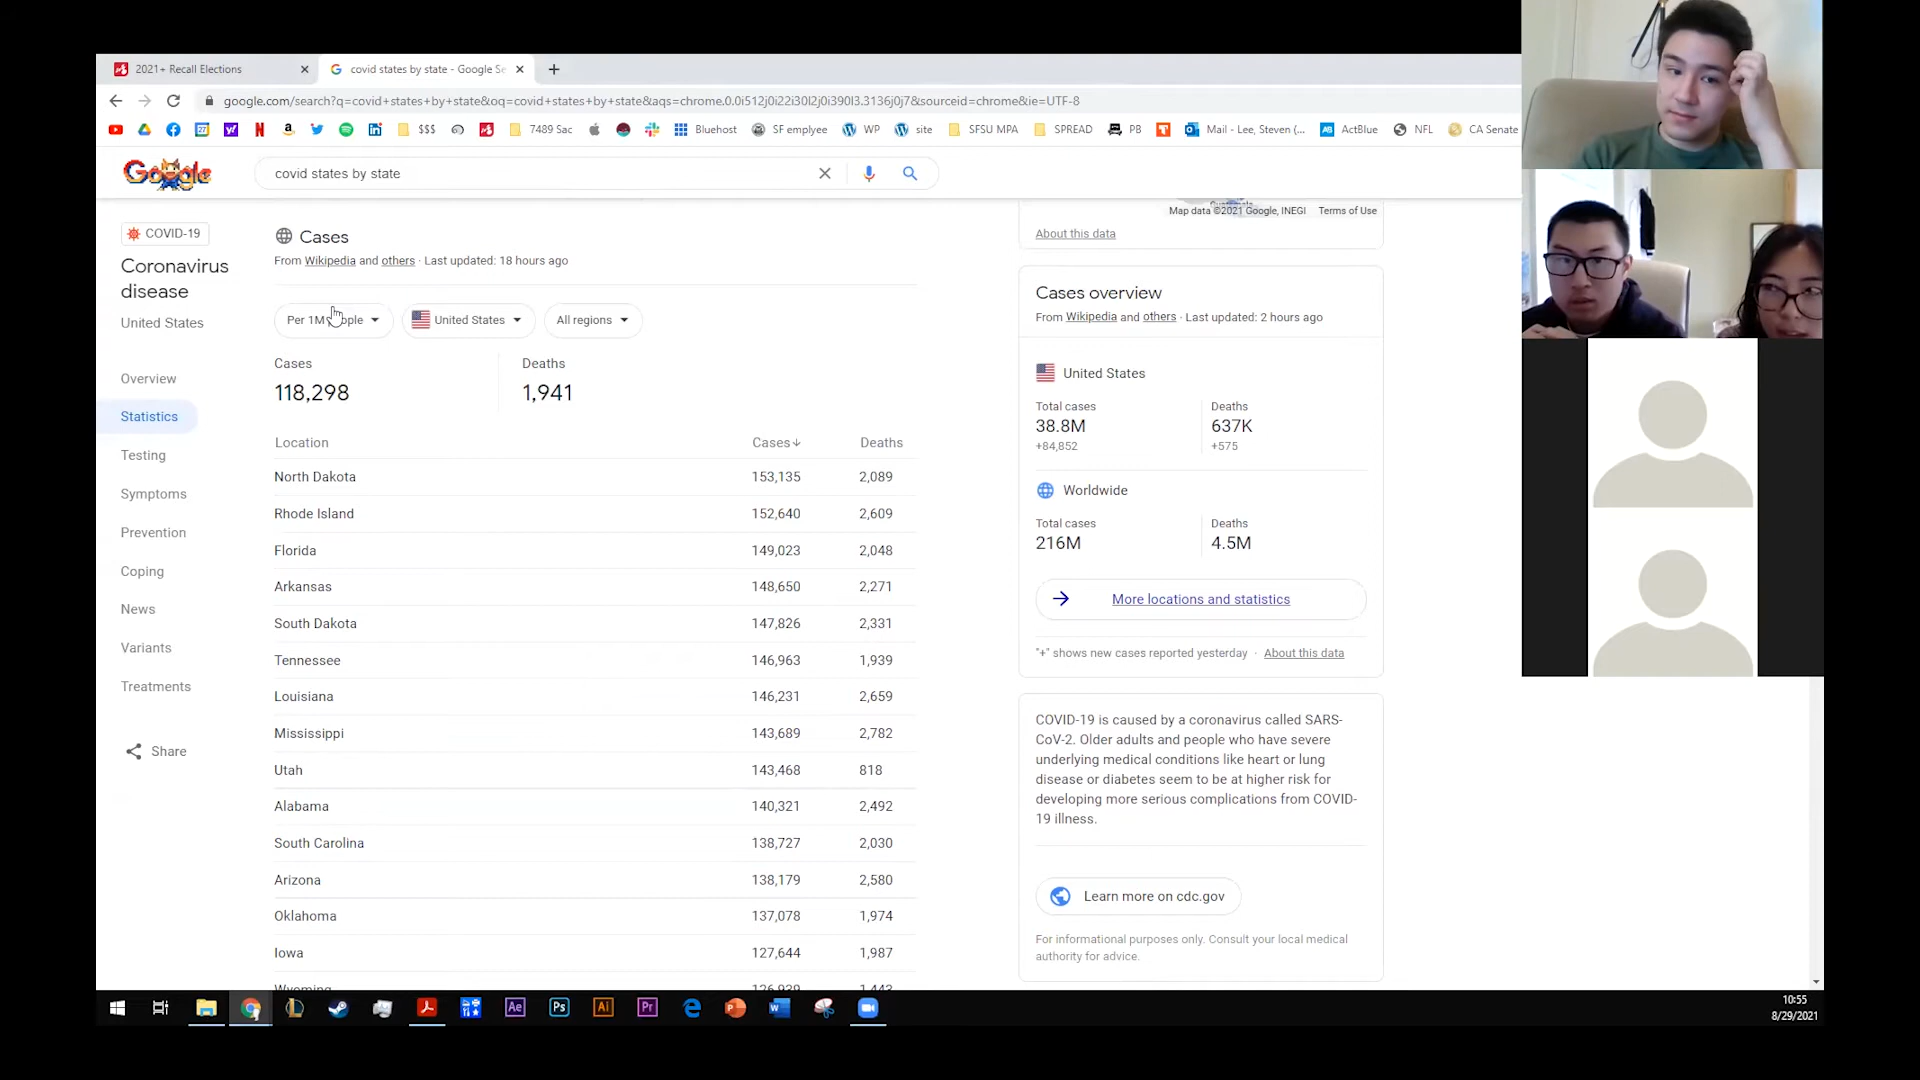 2021+ Recall Elections
covid states by state - Google Se
google.com/search?q=covid+states+by+state&oq=covid+states+by+state&aqs=chrome.0.0i512j0i22i30l2j0i390l3.3136j0j7&sourceid=chrome&ie=UTF-8
$$$
7489 Sac
Bluehost
SF emplyee
WP
site
SFSU MPA
SPREAD
PB
Mail - Lee, Steven (...
ActBlue
NFL
CA Senate
Google
covid states by state
COVID-19
Coronavirus
disease
United States
Overview
Statistics
Testing
Symptoms
Prevention
Coping
News
Variants
Treatments
Share
Cases
From Wikipedia and others · Last updated: 18 hours ago
Per 1M
ple
United States
All regions
Cases
118,298
Deaths
1,941
Location Cases↓ Deaths
North Dakota 153,135 2,089
Rhode Island 152,640 2,609
Florida 149,023 2,048
Arkansas 148,650 2,271
South Dakota 147,826 2,331
Tennessee 146,963 1,939
Louisiana 146,231 2,659
Mississippi 143,689 2,782
Utah 143,468 818
Alabama 140,321 2,492
South Carolina 138,727 2,030
Arizona 138,179 2,580
Oklahoma 137,078 1,974
Iowa 127,644 1,987
Wyoming 126,939 1,443
Map data ©2021 Google, INEGI Terms of Use
About this data
Cases overview
From Wikipedia and others · Last updated: 2 hours ago
United States
Total cases
38.8M
+84,852
Deaths
637K
+575
Worldwide
Total cases
216M
Deaths
4.5M
More locations and statistics
"+" shows new cases reported yesterday · About this data
COVID-19 is caused by a coronavirus called SARS-
CoV-2. Older adults and people who have severe
underlying medical conditions like heart or lung
disease or diabetes seem to be at higher risk for
developing more serious complications from COVID-
19 illness.
Learn more on cdc.gov
For informational purposes only. Consult your local medical
authority for advice.
Ae
Ps
Ai
Pr
10:55
8/29/2021